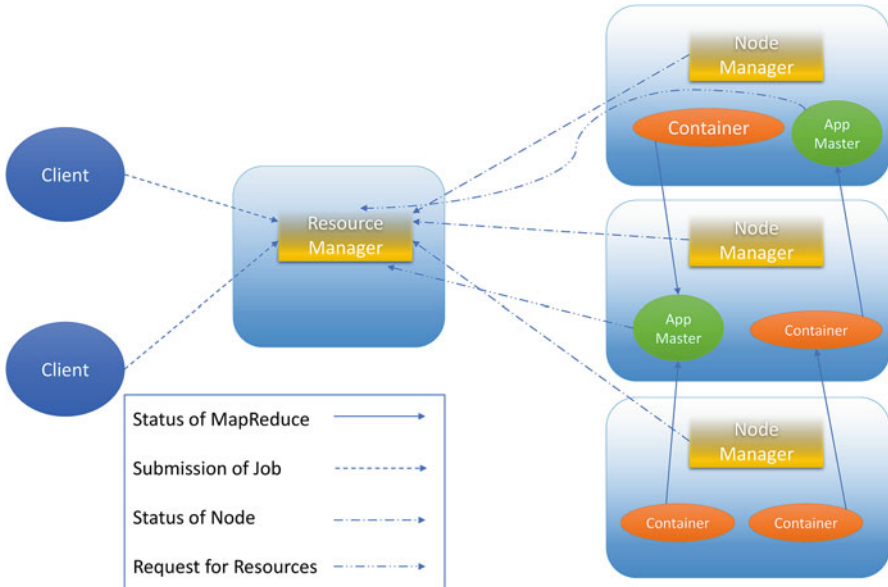 Client
Client
Resource
Manager
Node
Manager
Container
App
Master
Node
Manager
App
Master
Container
Node
Manager
Container
Container
Status of MapReduce
Submission of Job
Status of Node
Request for Resources